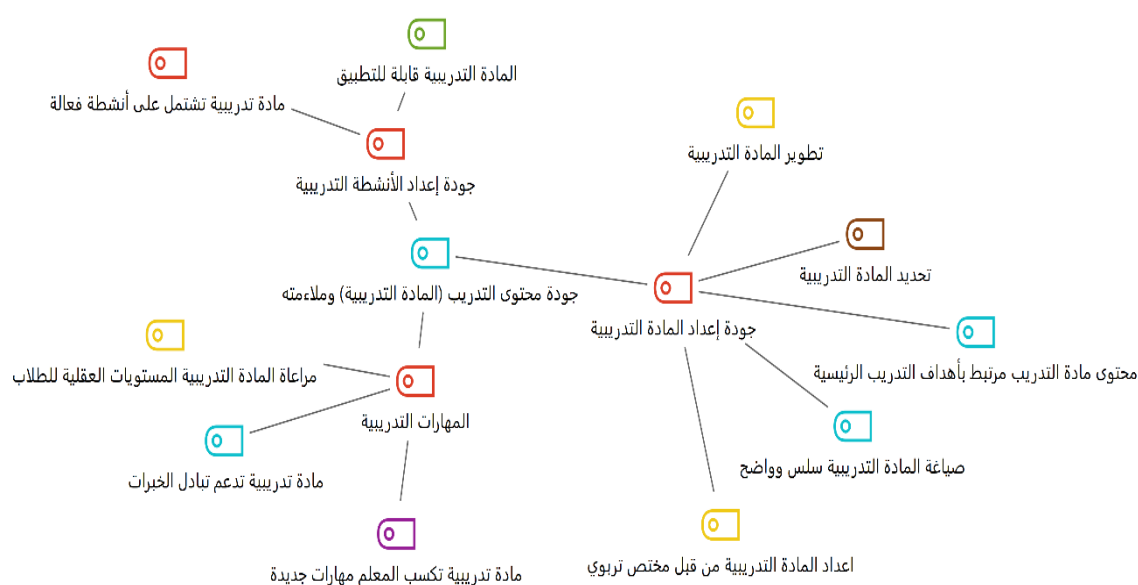 المادة التدريبية قابلة للتطبيق
مادة تدريبية تشتمل على أنشطة فعالة
تطوير المادة التدريبية
جودة إعداد الأنشطة التدريبية
تحديد المادة التدريبية
جودة محتوى التدريب (المادة التدريبية) وملاءمته
جودة إعداد المادة التدريبية
محتوى مادة التدريب مرتبط بأهداف التدريب الرئيسية
مراعاة المادة التدريبية المستويات العقلية للطلاب
المهارات التدريبية
صياغة المادة التدريبية سلس وواضح
مادة تدريبية تدعم تبادل الخبرات
اعداد المادة التدريبية من قبل مختص تربوي
مادة تدريبية تكسب المعلم مهارات جديدة